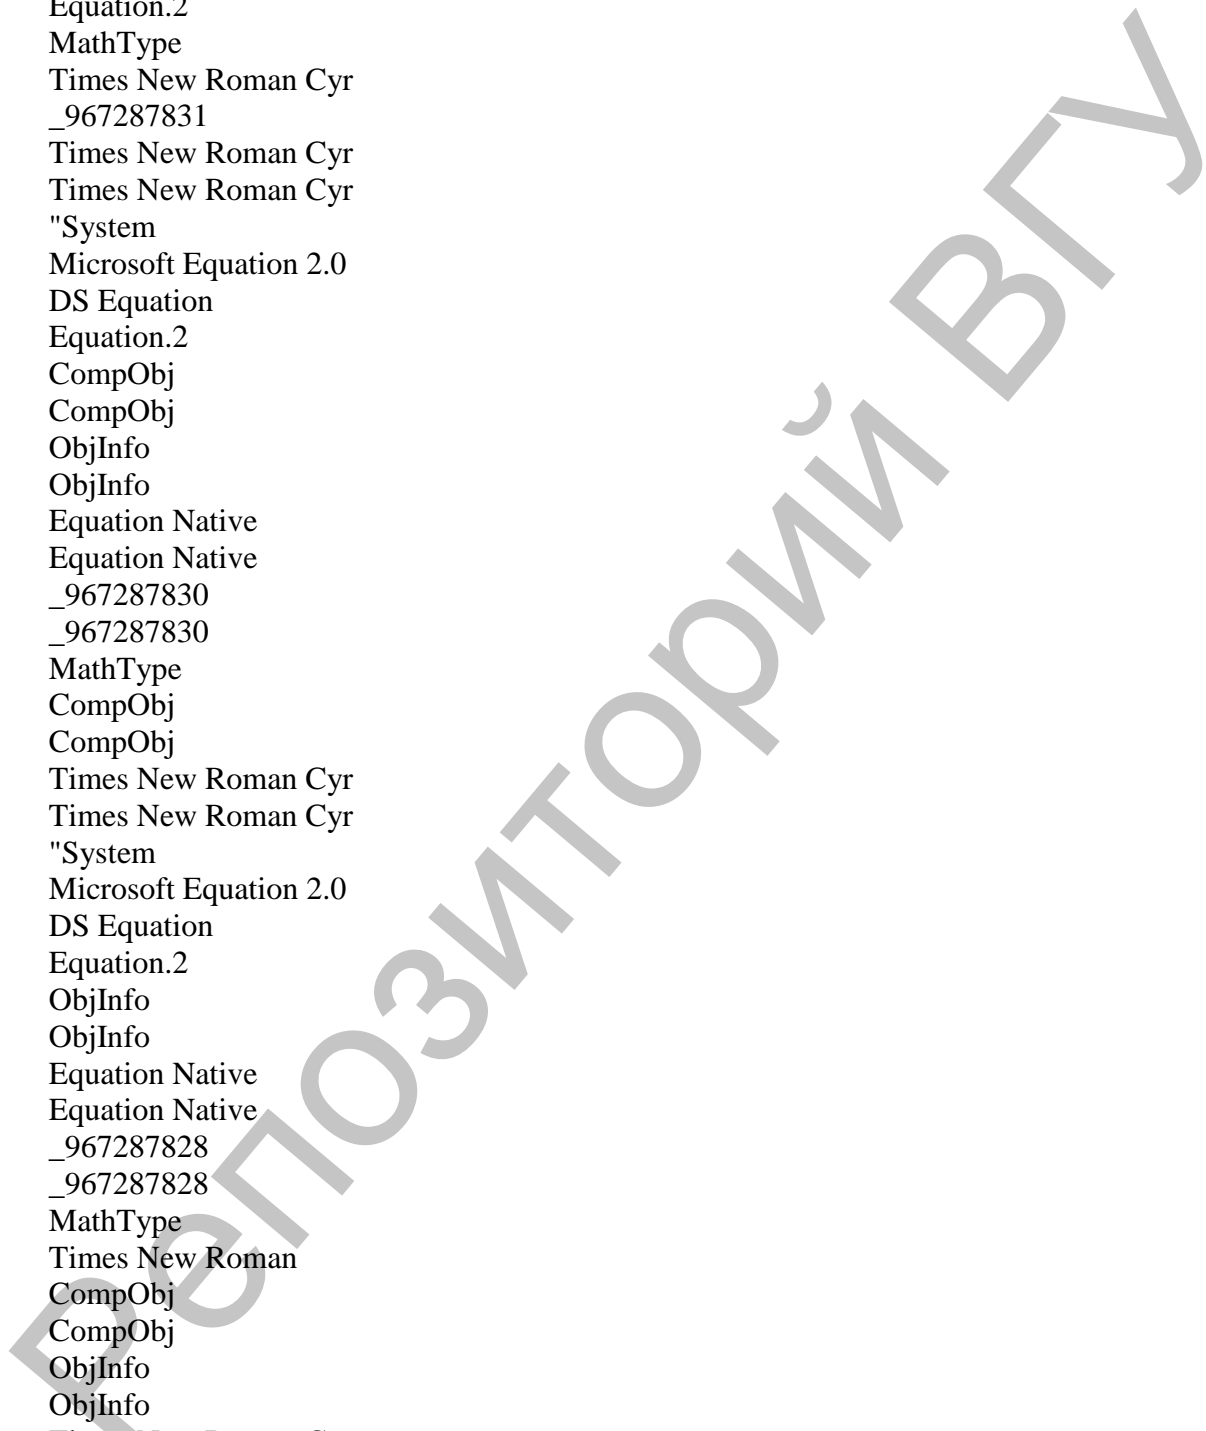 Equation.2
MathType
Times New Roman Cyr
_967287831
Times New Roman Cyr
Times New Roman Cyr
"System
Microsoft Equation 2.0
DS Equation
Equation.2
CompObj
CompObj
ObjInfo
ObjInfo
Equation Native
Equation Native
_967287830
_967287830
MathType
CompObj
CompObj
Times New Roman Cyr
Times New Roman Cyr
"System
Microsoft Equation 2.0
DS Equation
Equation.2
ObjInfo
ObjInfo
Equation Native
Equation Native
_967287828
_967287828
MathType
Times New Roman
CompObj
CompObj
ObjInfo
ObjInfo
Репозиторий ВГУ